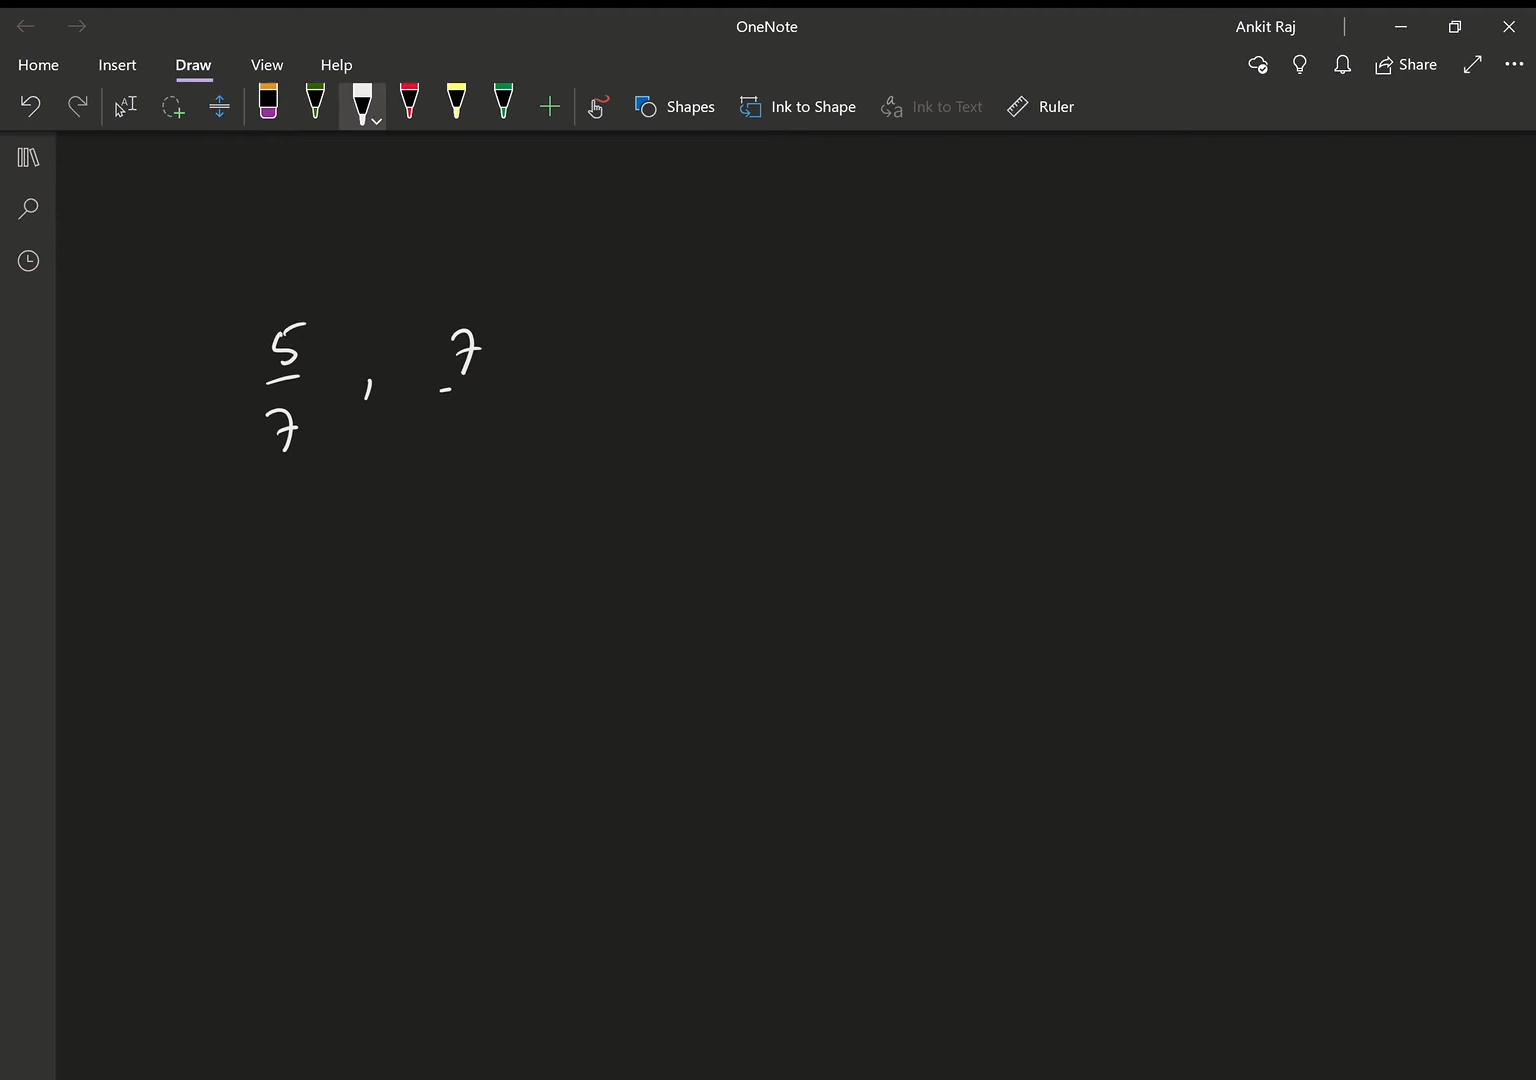 OneNote
Ankit Raj
Home Insert Draw View Help
Share
Shapes Ink to Shape Ink to Text Ruler
5
7
,
7
-